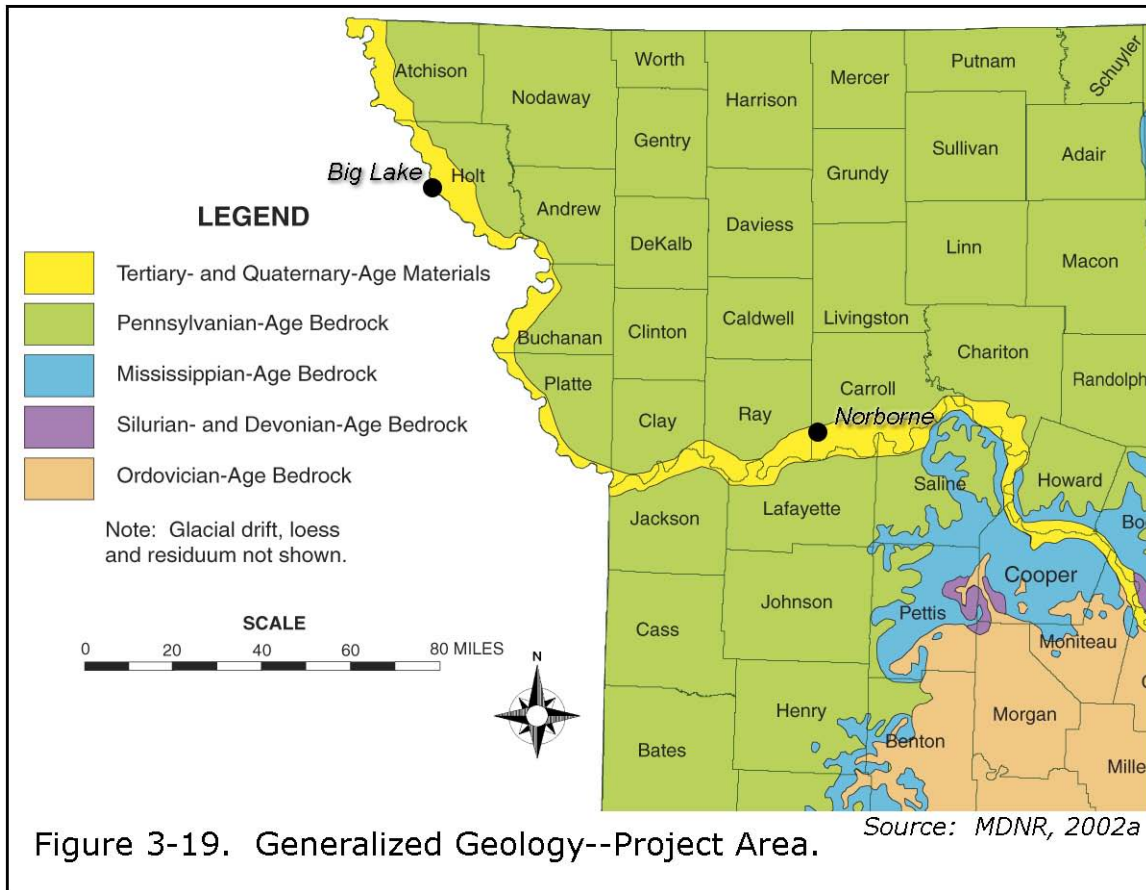 Atchison
Nodaway
Worth
Harrison
Mercer
Putnam
Schuyler
Gentry
Sullivan
Adair
Grundy
Big Lake
Holt
Andrew
DeKalb
Daviess
Linn
Macon
LEGEND
Tertiary- and Quaternary-Age Materials
Pennsylvanian-Age Bedrock
Mississippian-Age Bedrock
Silurian- and Devonian-Age Bedrock
Ordovician-Age Bedrock
Note: Glacial drift, loess
and residuum not shown.
Buchanan
Clinton
Caldwell
Livingston
Chariton
Platte
Clay
Ray
Carroll
Randolph
Norborne
Saline
Howard
Bo
Jackson
Lafayette
Cooper
Johnson
Pettis
Cass
Moniteau
Henry
Morgan
Benton
Bates
Mille
SCALE
0 20 40 60 80 MILES
N
Source: MDNR, 2002a
Figure 3-19. Generalized Geology--Project Area.